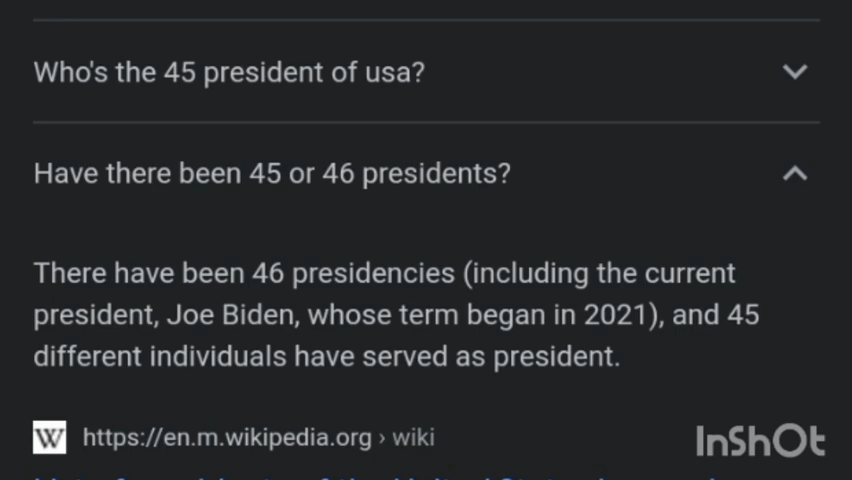 Who's the 45 president of usa?
Have there been 45 or 46 presidents?
There have been 46 presidencies (including the current
president, Joe Biden, whose term began in 2021), and 45
different individuals have served as president.
W https://en.m.wikipedia.org › wiki
InShOt